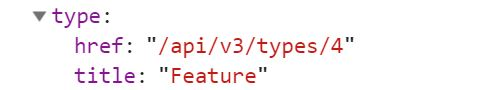 ▼type:
href: "/api/v3/types/4"
title: "Feature"